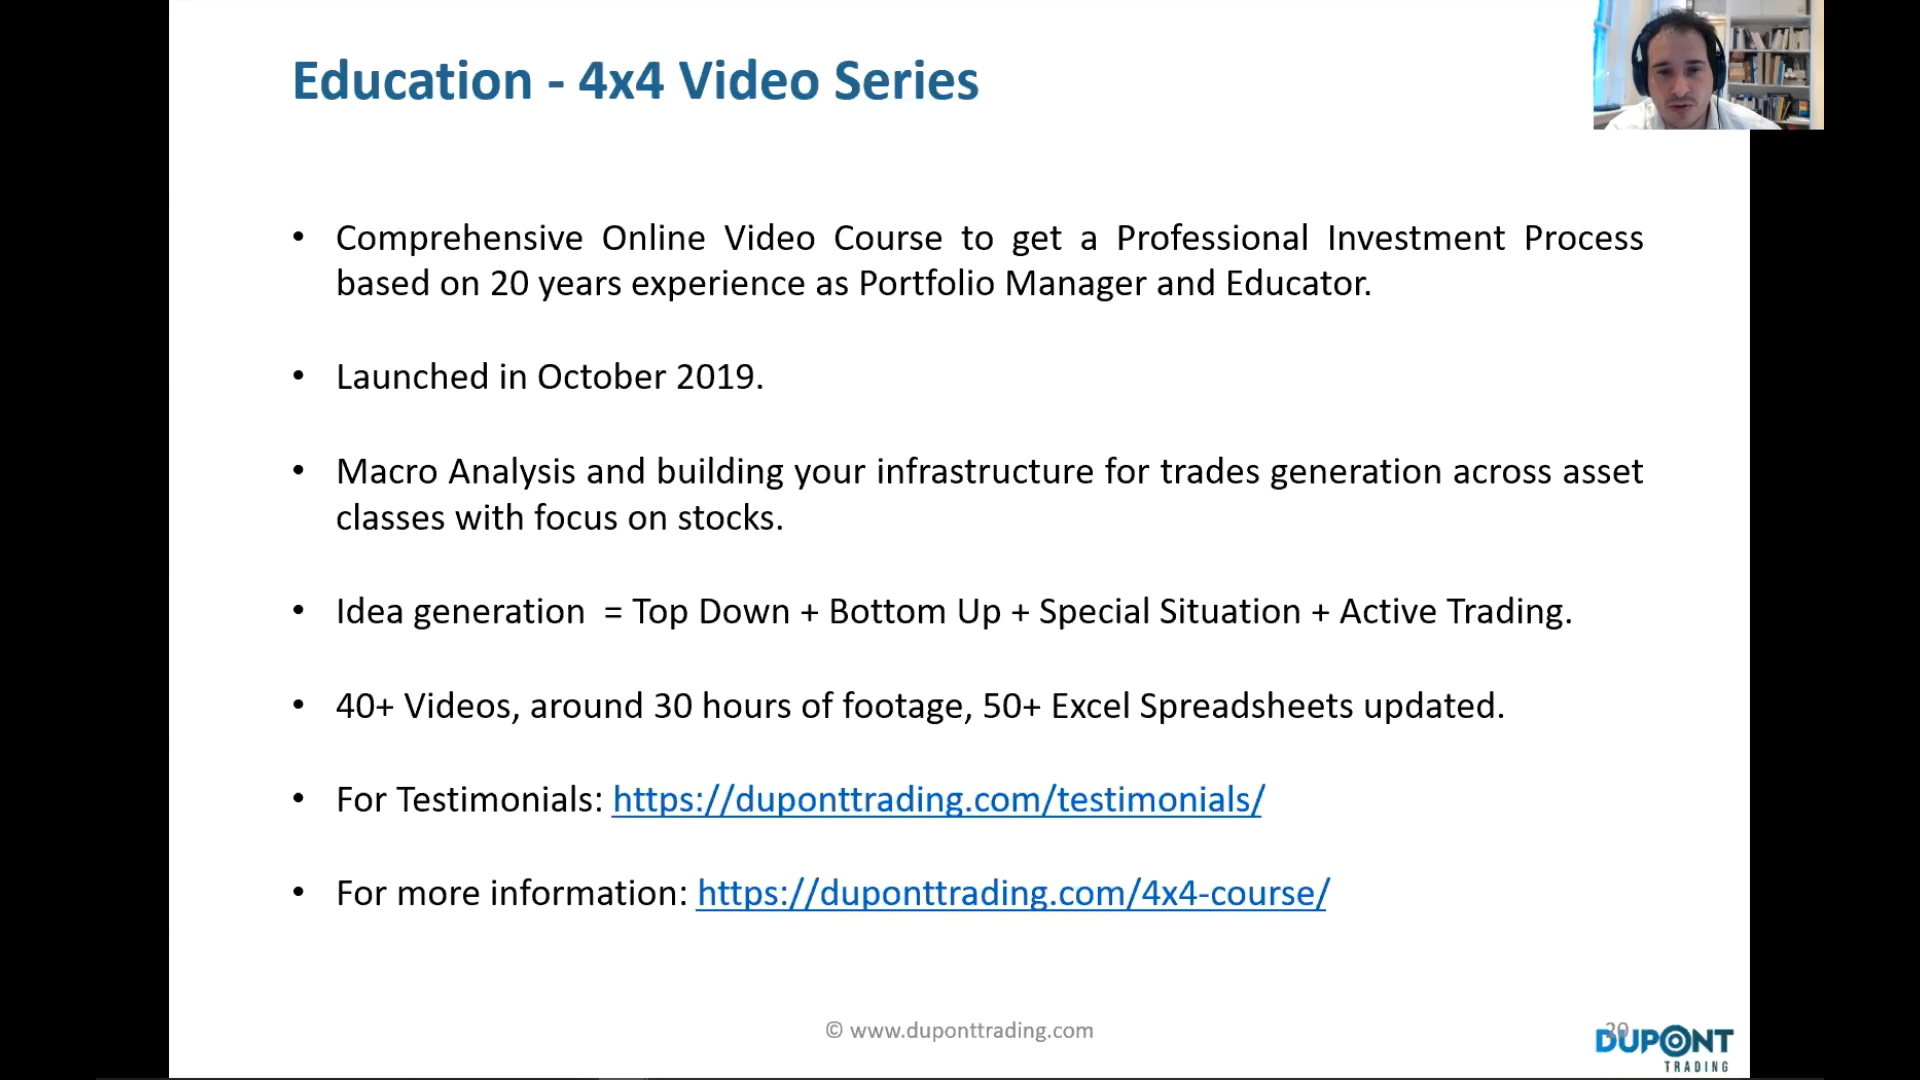 Education - 4x4 Video Series
• Comprehensive Online Video Course to get a Professional Investment Process
based on 20 years experience as Portfolio Manager and Educator.
• Launched in October 2019.
• Macro Analysis and building your infrastructure for trades generation across asset
classes with focus on stocks.
• Idea generation = Top Down + Bottom Up + Special Situation + Active Trading.
• 40+ Videos, around 30 hours of footage, 50+ Excel Spreadsheets updated.
• For Testimonials: https://duponttrading.com/testimonials/
• For more information: https://duponttrading.com/4x4-course/
© www.duponttrading.com
DUPONT
TRADING